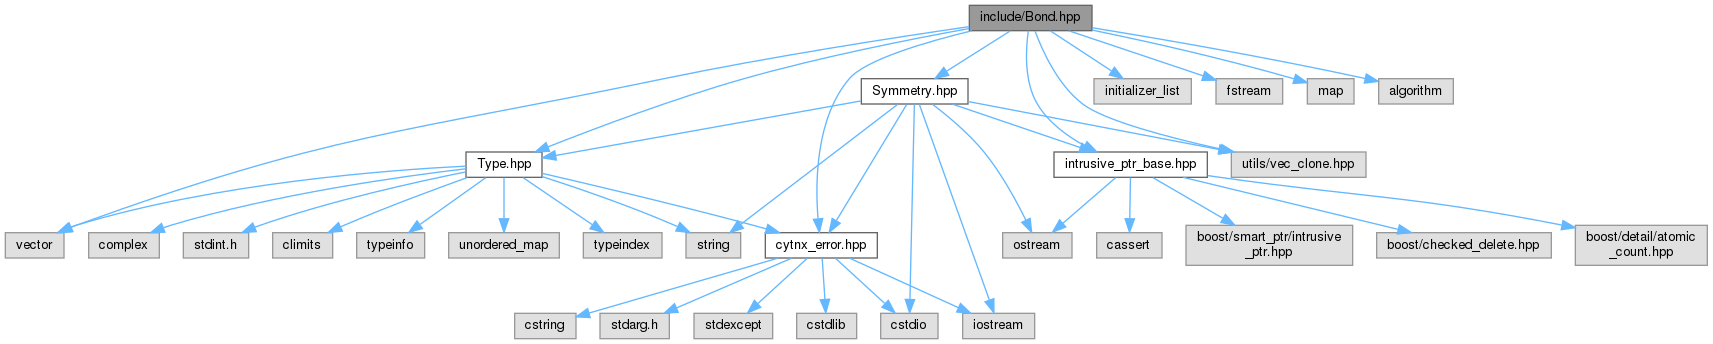 include/Bond.hpp
Symmetry.hpp
initializer_list
fstream
map
algorithm
Type.hpp
intrusive_ptr_base.hpp
utils/vec_clone.hpp
vector
complex
stdint.h
climits
typeinfo
unordered_map
typeindex
string
cytnx_error.hpp
ostream
cassert
boost/smart_ptr/intrusive
_ptr.hpp
boost/checked_delete.hpp
boost/detail/atomic
_count.hpp
cstring
stdarg.h
stdexcept
cstdlib
cstdio
iostream